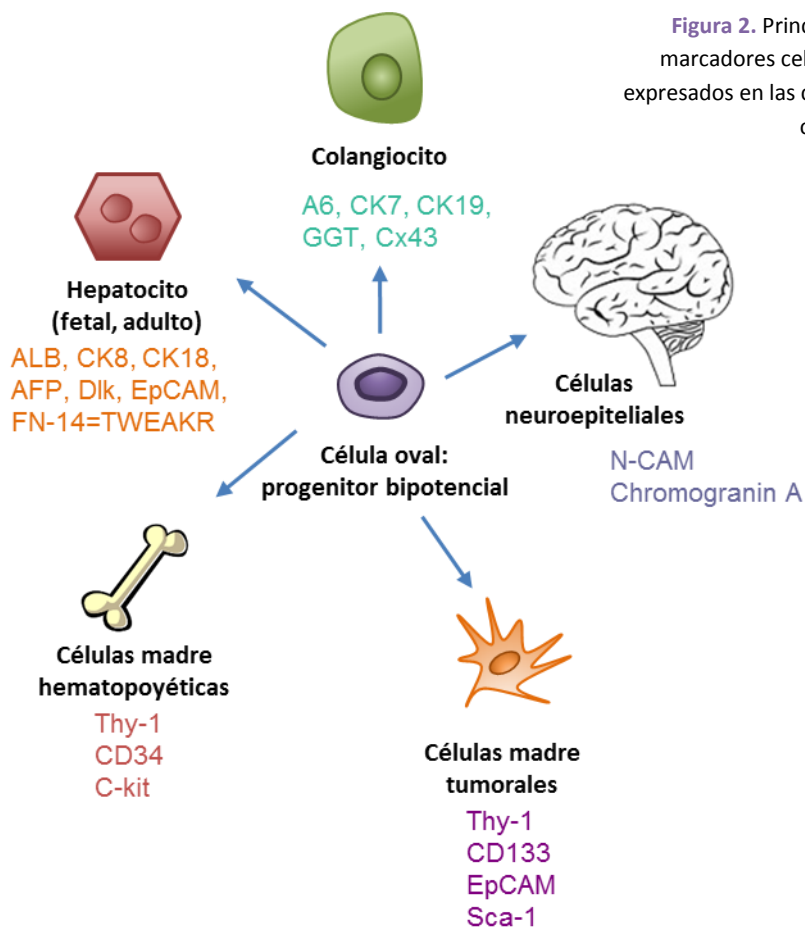 Figura 2.
marcadores
expresados en las
Colangiocito
A6, CK7, CK19,
GGT, Cx43
Hepatocito
(fetal, adulto)
ALB, CK8, CK18,
AFP, Dlk, EpCAM,
FN-14=TWEAKR
Células
neuroepiteliales
N-CAM
Chromogranin A
Célula oval:
progenitor bipotencial
Células madre
hematopoyéticas
Thy-1
CD34
C-kit
Células madre
tumorales
Thy-1
CD133
EpCAM
Sca-1